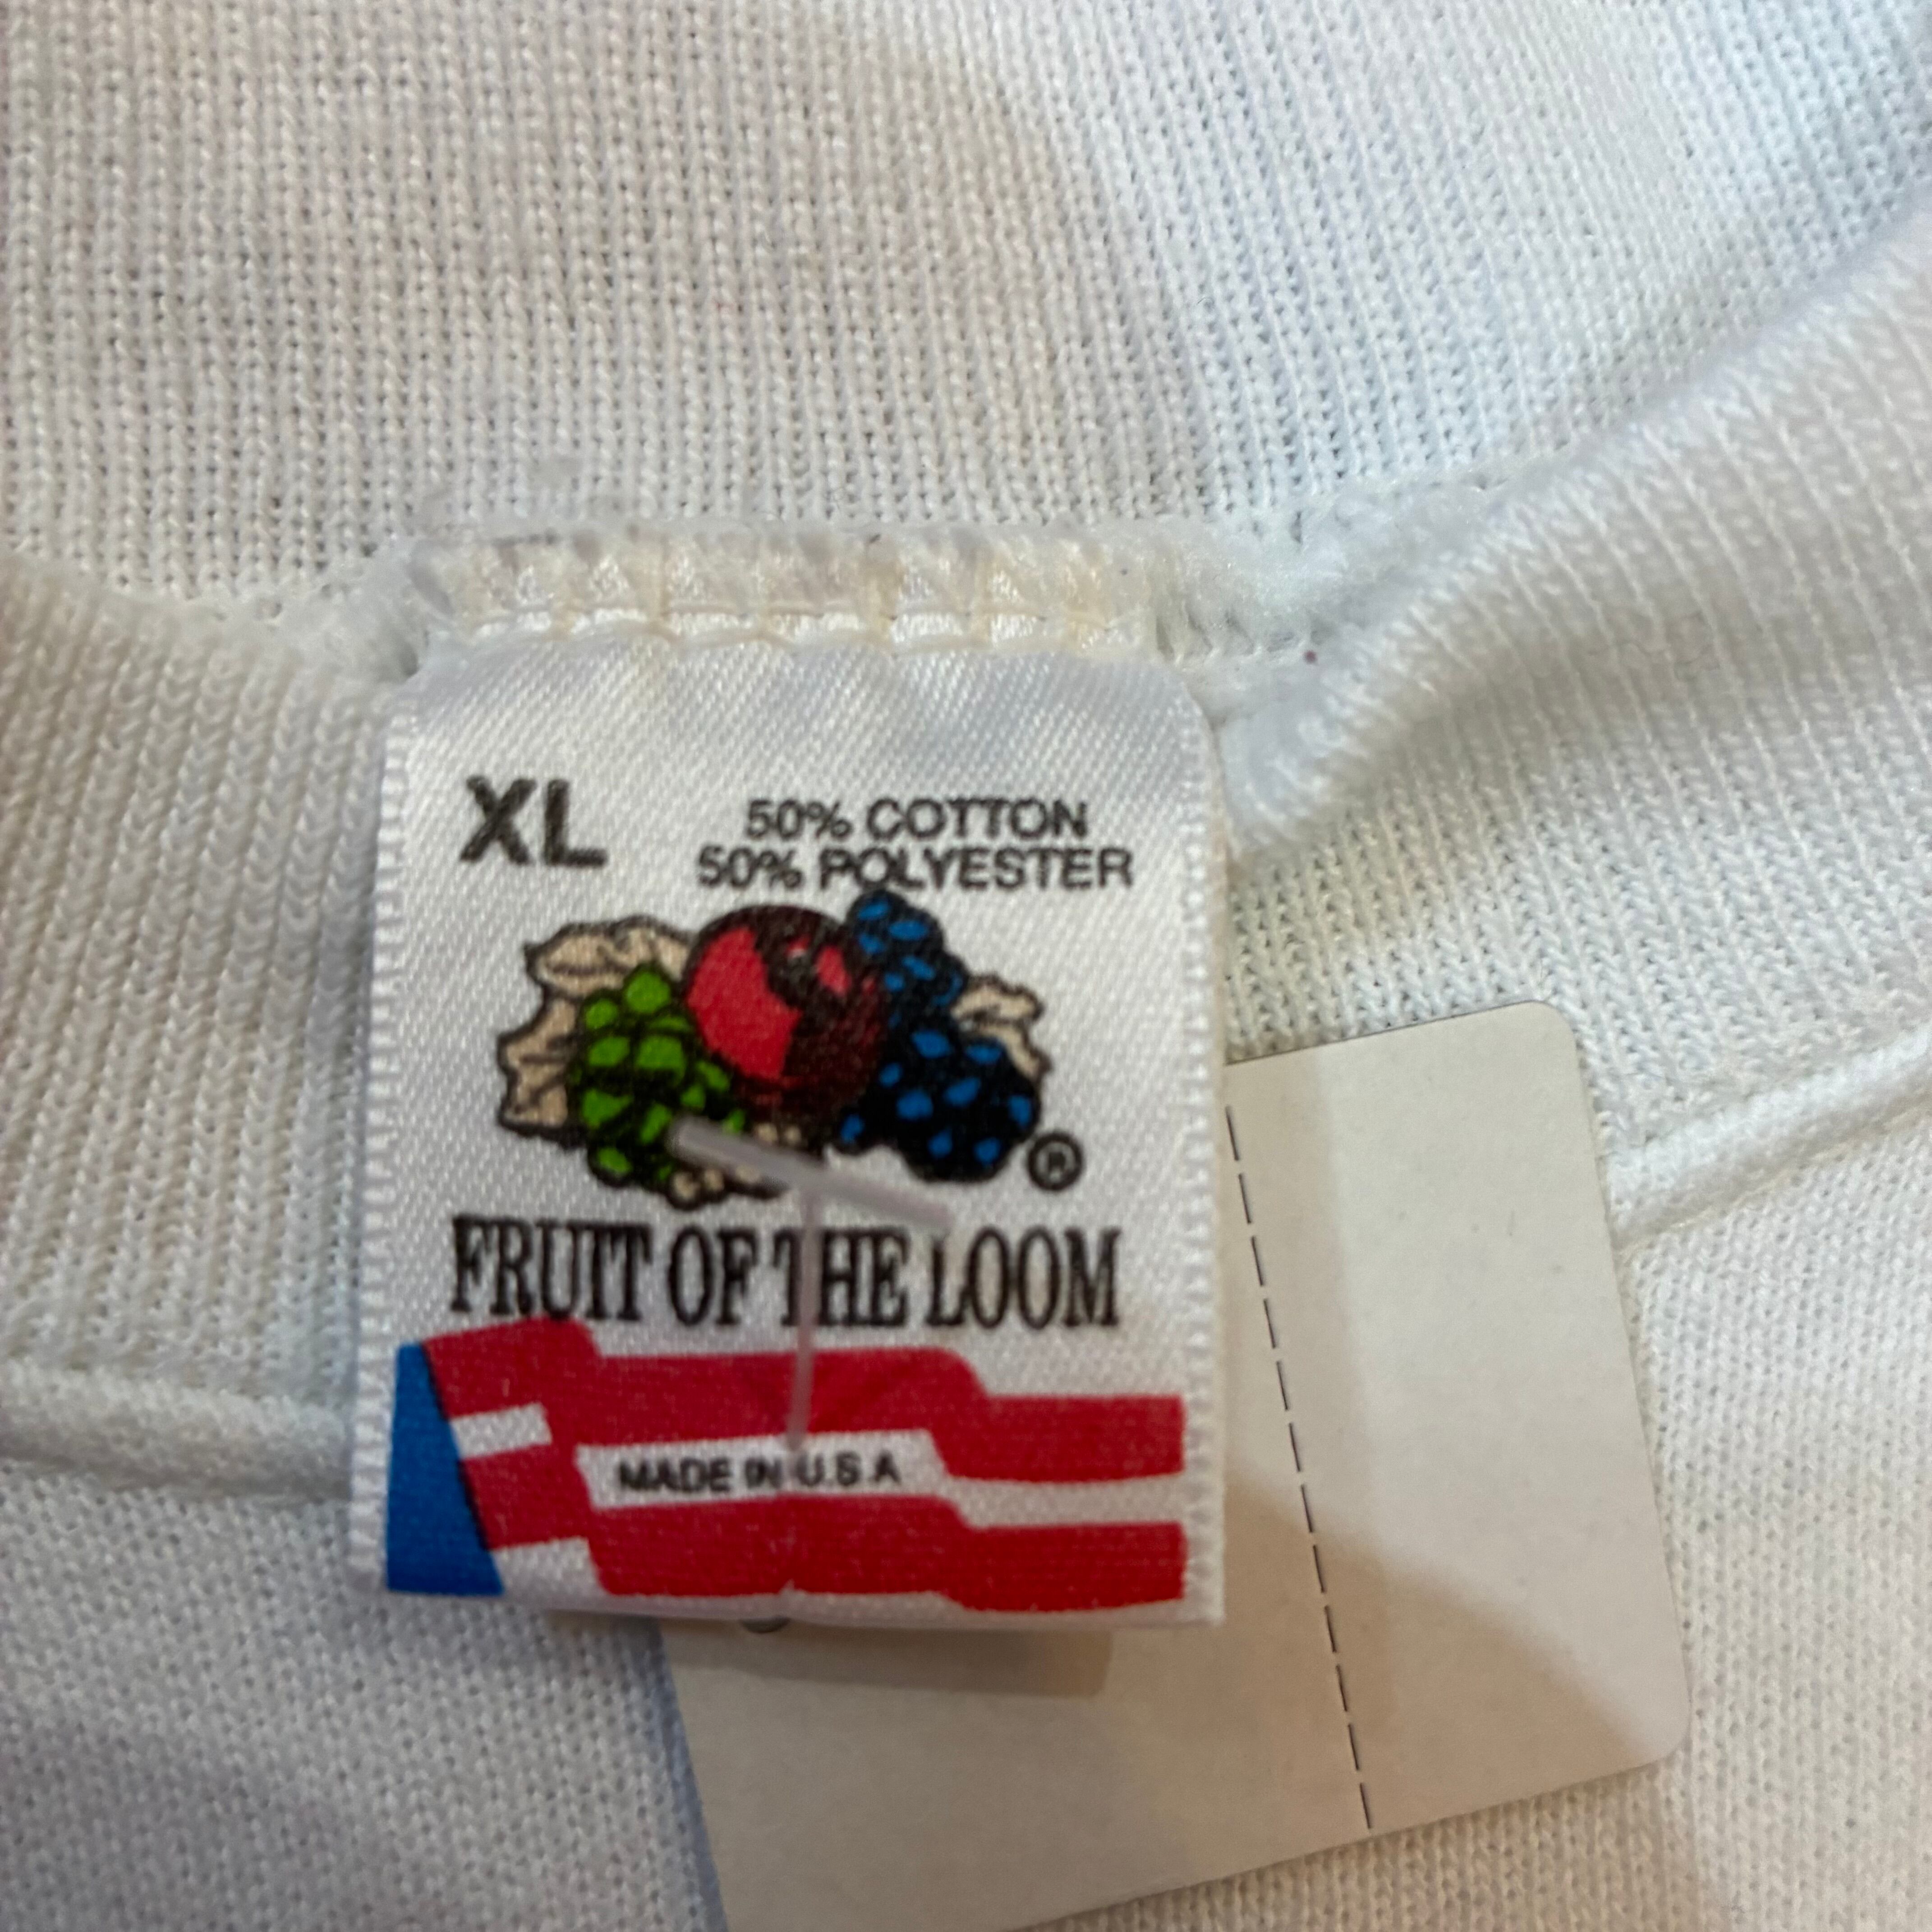 XL
50% COTTON
50% POLYESTER
®
FRUIT OF THE LOOM
MADE IN U.S.A